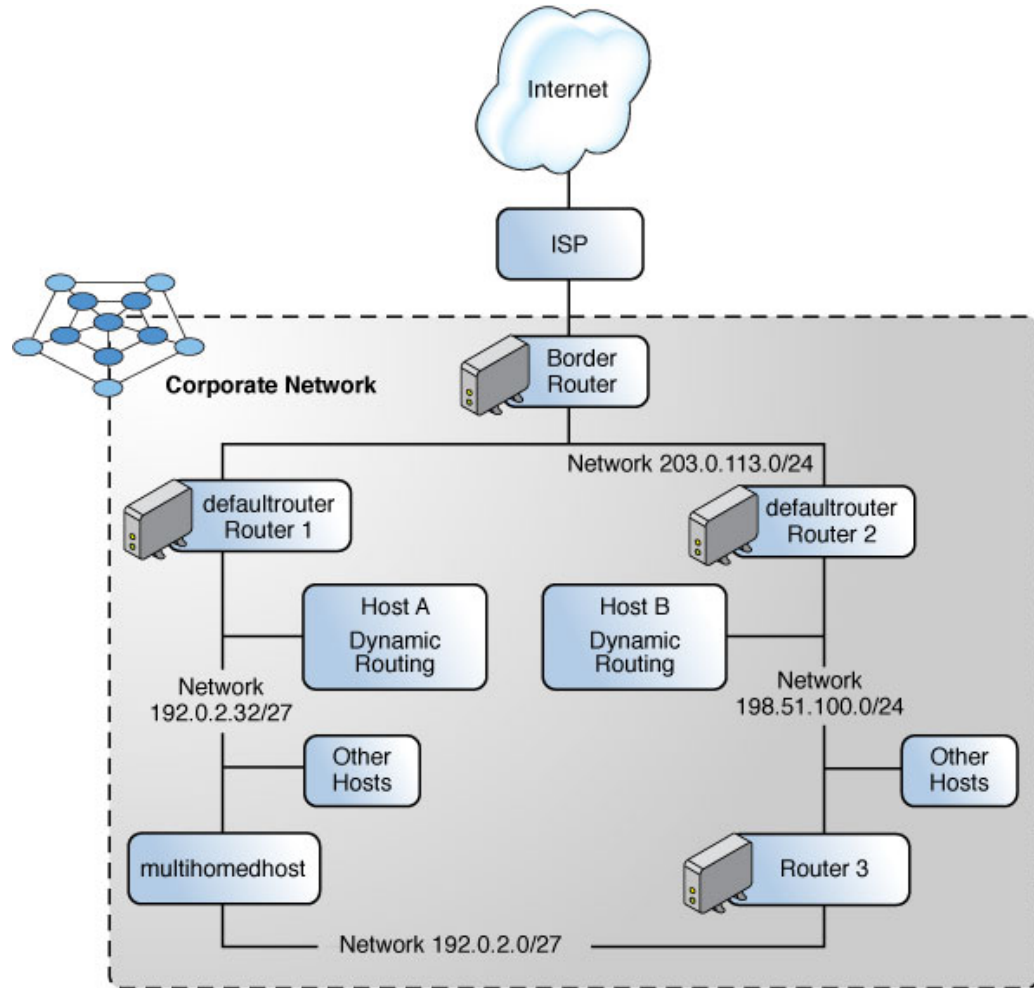 Internet
ISP
Border
Router
Corporate Network
Network 203.0.113.0/24
defaultrouter
Router 1
defaultrouter
Router 2
Host A
Dynamic
Routing
Host B
Dynamic
Routing
Network
192.0.2.32/27
Network
198.51.100.0/24
Other
Hosts
Other
Hosts
multihomedhost
Router 3
Network 192.0.2.0/27